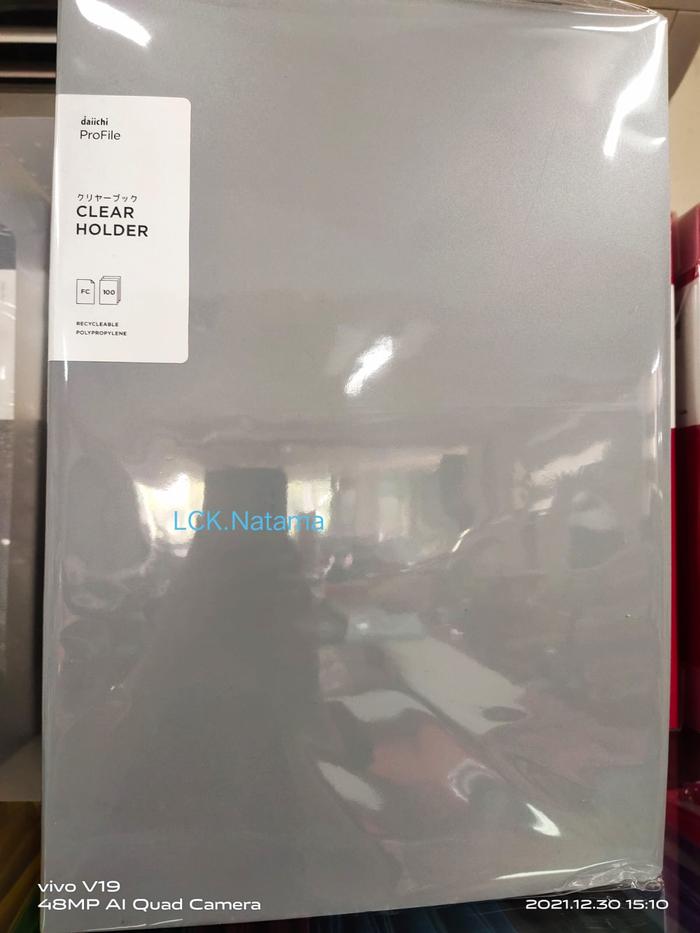 daiichi
ProFile
クリヤーブック
CLEAR
HOLDER
FC 100
RECYCLEABLE
POLYPROPYLENE
LCK.Natama
vivo V19
48MP AI Quad Camera
2021.12.30 15:10